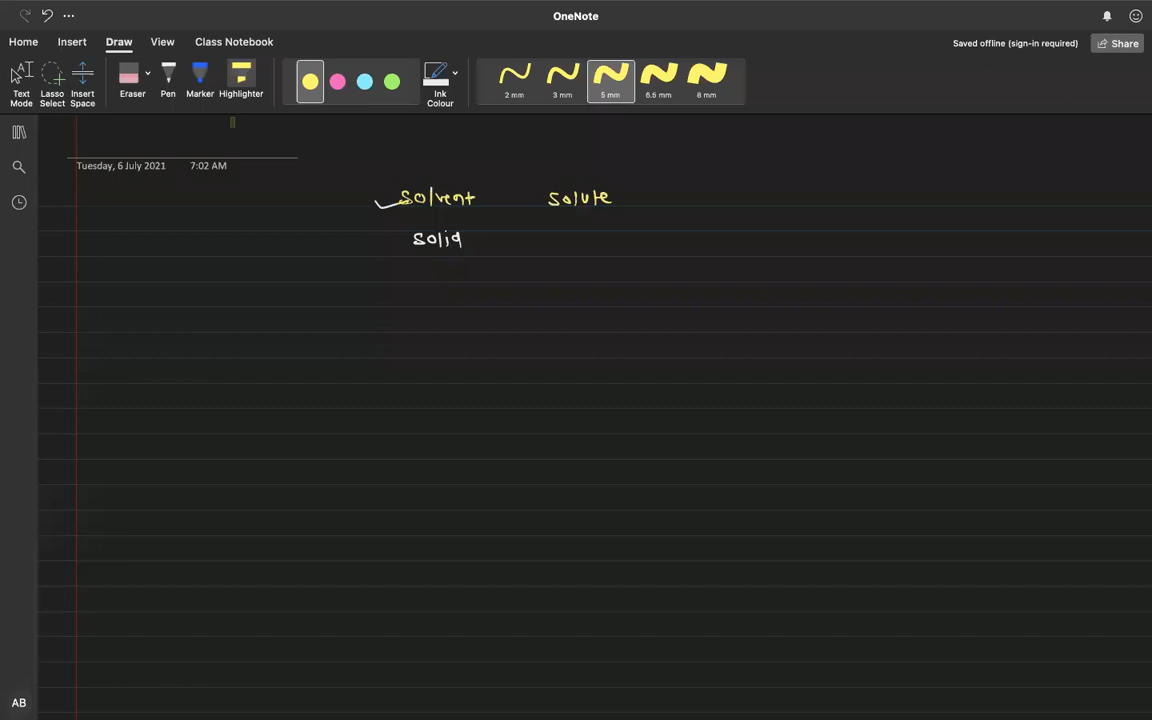 OneNote
Home Insert Draw View Class Notebook
Saved offline (sign-in required) Share
Text Mode
Lasso Select
Insert Space
Eraser
Pen
Marker
Highlighter
Ink Colour
2 mm 3 mm 5 mm 6.5 mm 8 mm
Tuesday, 6 July 2021 7:02 AM
Solvent Solute
Solid
AB